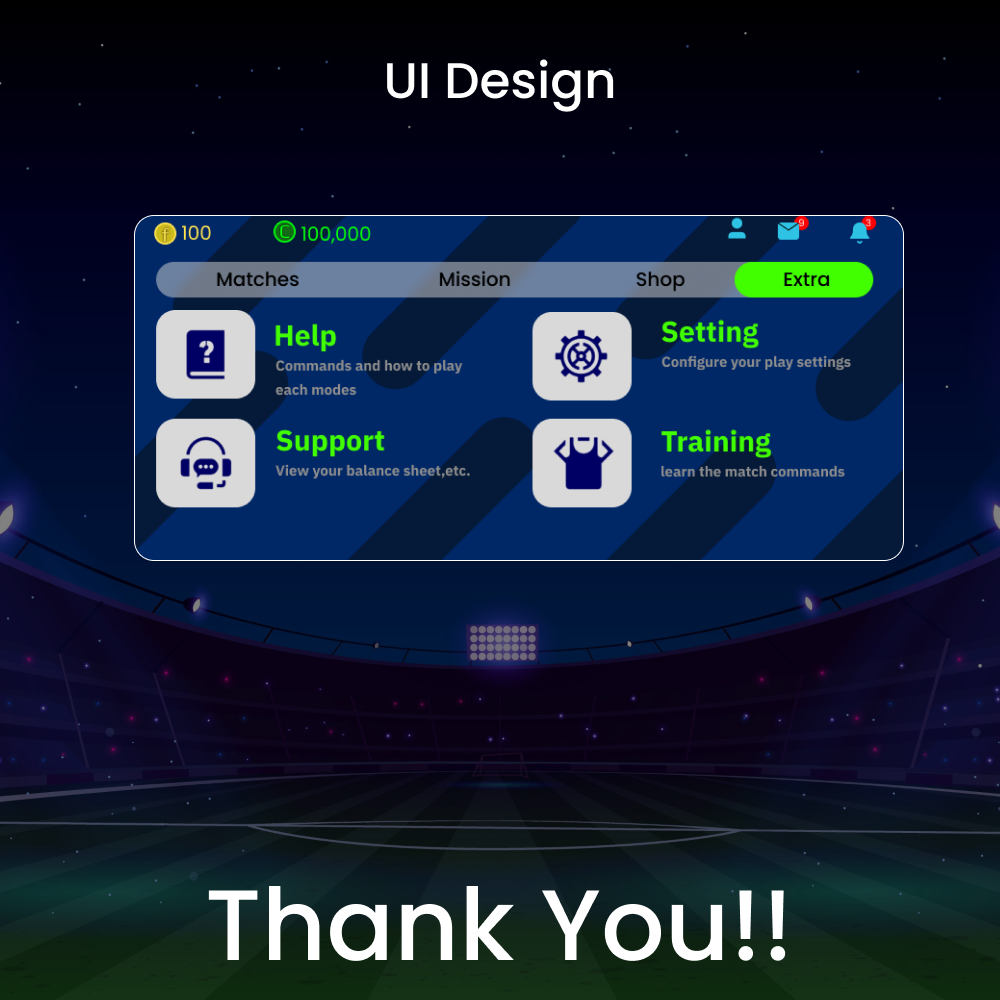 UI Design
100
100,000
9
3
Matches Mission Shop Extra
Help
Commands and how to play
each modes
Setting
Configure your play settings
Support
View your balance sheet,etc.
Training
learn the match commands
Thank You!!